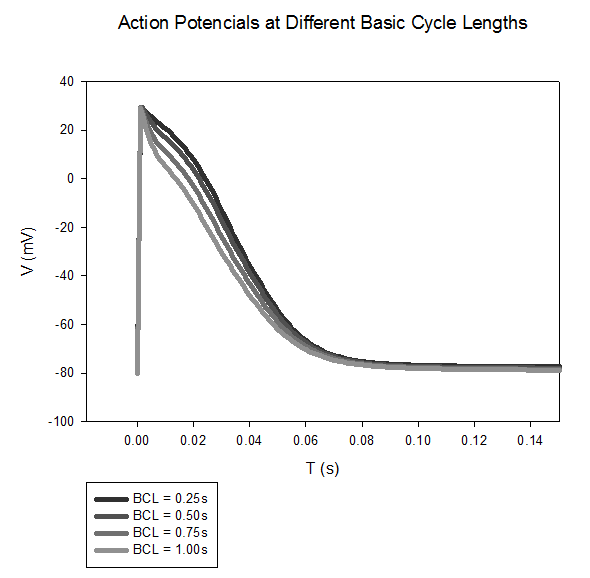 Action Potencials at Different Basic Cycle Lengths
40
20
0
-20
-40
-60
-80
-100
V (mV)
0.00 0.02 0.04 0.06 0.08 0.10 0.12 0.14
T (s)
BCL = 0.25s
BCL = 0.50s
BCL = 0.75s
BCL = 1.00s